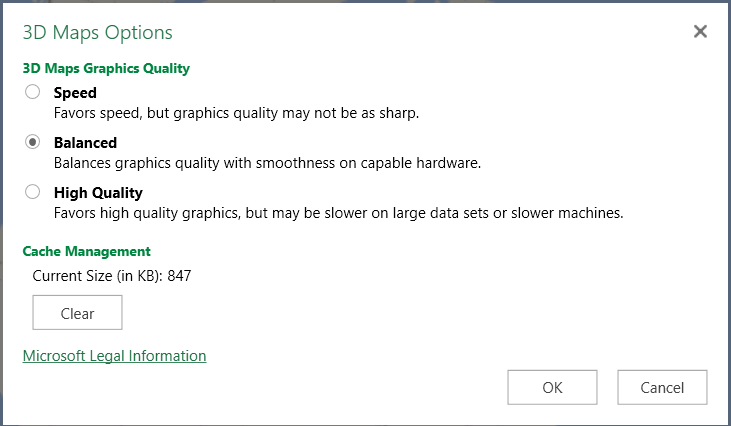 3D Maps Options
3D Maps Graphics Quality
Speed
Favors speed, but graphics quality may not be as sharp.
Balanced
Balances graphics quality with smoothness on capable hardware.
High Quality
Favors high quality graphics, but may be slower on large data sets or slower machines.
Cache Management
Current Size (in KB): 847
Clear
Microsoft Legal Information
OK
Cancel